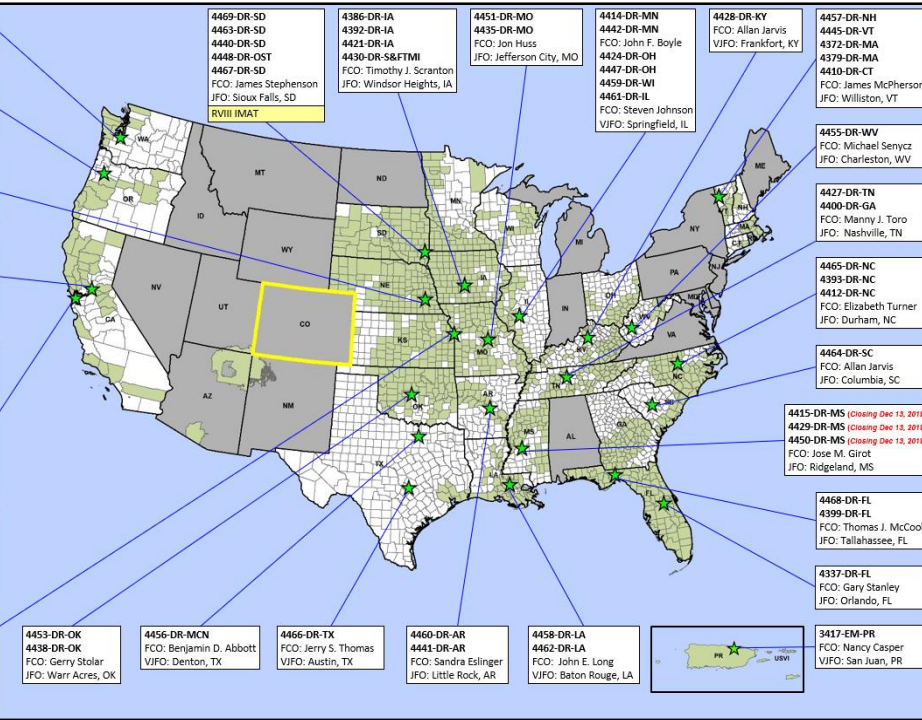 4469-DR-SD
4463-DR-SD
4440-DR-SD
4448-DR-OST
4467-DR-SD
FCO: James Stephenson
JFO: Sioux Falls, SD
RVIII IMAT
4386-DR-IA
4392-DR-IA
4421-DR-IA
4430-DR-S&FTMI
FCO: Timothy J. Scranton
JFO: Windsor Heights, IA
4451-DR-MO
4435-DR-MO
FCO: Jon Huss
JFO: Jefferson City, MO
4414-DR-MN
4442-DR-MN
FCO: John F. Boyle
4424-DR-OH
4447-DR-OH
4459-DR-WI
4461-DR-IL
FCO: Steven Johnson
VJFO: Springfield, IL
4428-DR-KY
FCO: Allan Jarvis
VJFO: Frankfort, KY
4457-DR-NH
4445-DR-VT
4372-DR-MA
4379-DR-MA
4410-DR-CT
FCO: James McPherson
JFO: Williston, VT
4455-DR-WV
FCO: Michael Senycz
JFO: Charleston, WV
4427-DR-TN
4400-DR-GA
FCO: Manny J. Toro
JFO: Nashville, TN
4465-DR-NC
4393-DR-NC
4412-DR-NC
FCO: Elizabeth Turner
JFO: Durham, NC
4464-DR-SC
FCO: Allan Jarvis
JFO: Columbia, SC
4415-DR-MS (Closing Dec 13, 2018
4429-DR-MS (Closing Dec 13, 2018
4450-DR-MS (Closing Dec 13, 2018
FCO: Jose M. Girot
JFO: Ridgeland, MS
4468-DR-FL
4399-DR-FL
FCO: Thomas J. McCool
JFO: Tallahassee, FL
4337-DR-FL
FCO: Gary Stanley
JFO: Orlando, FL
3417-EM-PR
FCO: Nancy Casper
VJFO: San Juan, PR
WA
MT
ND
MN
ME
OR
ID
WY
SD
WI
MI
NY
VT
NH
MA
CT
NV
UT
CO
NE
IA
IL
IN
OH
PA
NJ
MD
CA
KS
MO
KY
WV
VA
AZ
NM
OK
AR
TN
NC
SC
TX
LA
MS
AL
GA
FL
PR
USVI
4453-DR-OK
4438-DR-OK
FCO: Gerry Stolar
JFO: Warr Acres, OK
4456-DR-MCN
FCO: Benjamin D. Abbott
VJFO: Denton, TX
4466-DR-TX
FCO: Jerry S. Thomas
VJFO: Austin, TX
4460-DR-AR
4441-DR-AR
FCO: Sandra Eslinger
JFO: Little Rock, AR
4458-DR-LA
4462-DR-LA
FCO: John E. Long
VJFO: Baton Rouge, LA